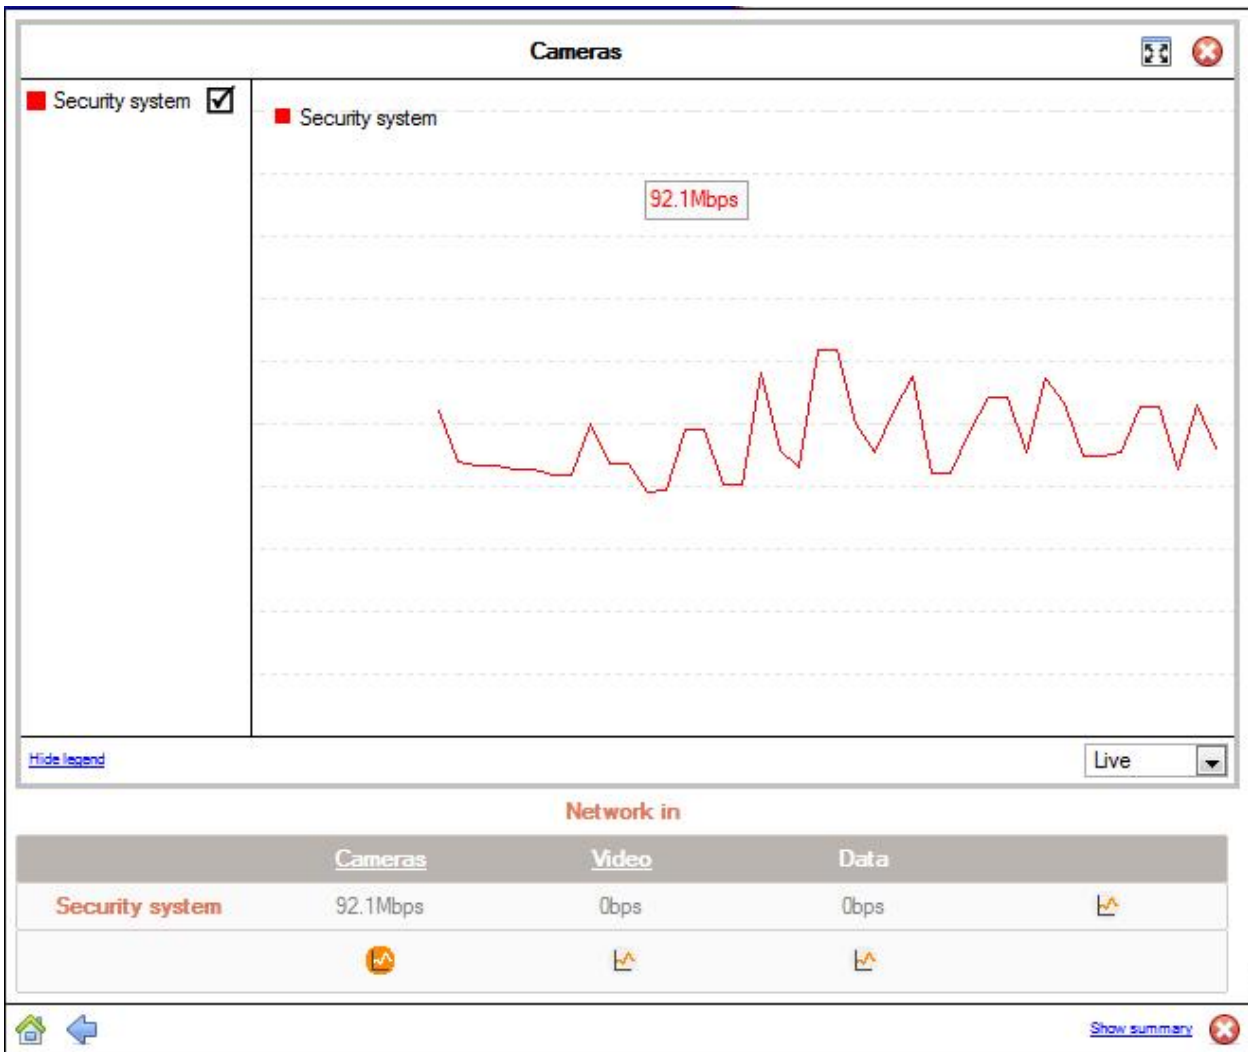 Cameras
Security system
Security system
92.1Mbps
Hide legend
Live
Network in
Cameras Video Data
Security system 92.1Mbps 0bps 0bps
Show summary